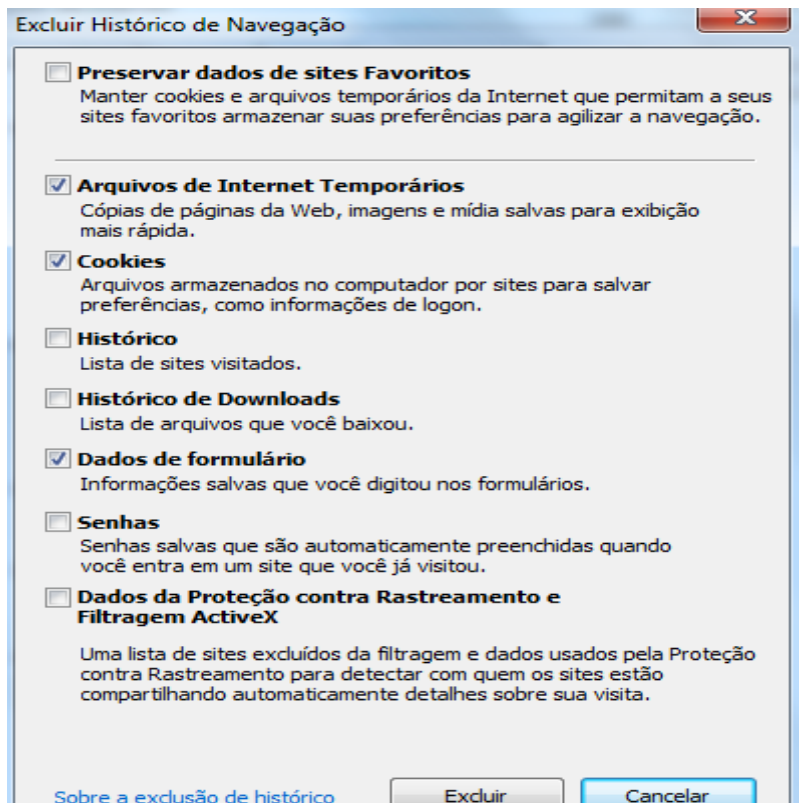 Excluir Histórico de Navegação
Preservar dados de sites Favoritos
Manter cookies e arquivos temporários da Internet que permitam a seus
sites favoritos armazenar suas preferências para agilizar a navegação.
Arquivos de Internet Temporários
Cópias de páginas da Web, imagens e mídia salvas para exibição
mais rápida.
Cookies
Arquivos armazenados no computador por sites para salvar
preferências, como informações de logon.
Histórico
Lista de sites visitados.
Histórico de Downloads
Lista de arquivos que você baixou.
Dados de formulário
Informações salvas que você digitou nos formulários.
Senhas
Senhas salvas que são automaticamente preenchidas quando
você entra em um site que você já visitou.
Dados da Proteção contra Rastreamento e
Filtragem ActiveX
Uma lista de sites excluídos da filtragem e dados usados pela Proteção
contra Rastreamento para detectar com quem os sites estão
compartilhando automaticamente detalhes sobre sua visita.
Sobre a exclusão de histórico Excluir Cancelar